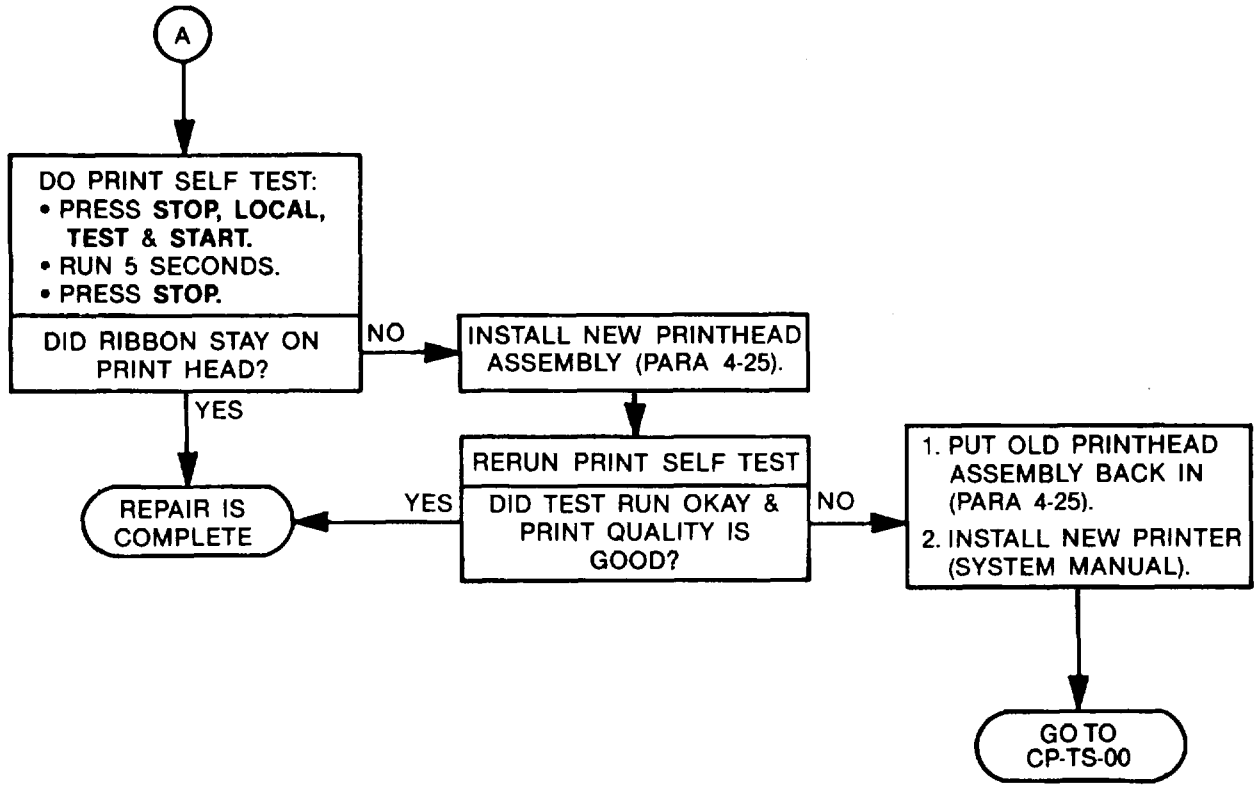 A
DO PRINT SELF TEST:
• PRESS STOP, LOCAL,
TEST & START.
• RUN 5 SECONDS.
• PRESS STOP.
DID RIBBON STAY ON
PRINT HEAD?
NO
YES
REPAIR IS
COMPLETE
INSTALL NEW PRINTHEAD
ASSEMBLY (PARA 4-25).
RERUN PRINT SELF TEST
DID TEST RUN OKAY &
PRINT QUALITY IS
GOOD?
YES
NO
1. PUT OLD PRINTHEAD
ASSEMBLY BACK IN
(PARA 4-25).
2. INSTALL NEW PRINTER
(SYSTEM MANUAL).
GO TO
CP-TS-00